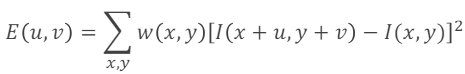 E(u,v) = ∑_{x,y} w(x,y)[I(x + u, y + v) − I(x,y)]²